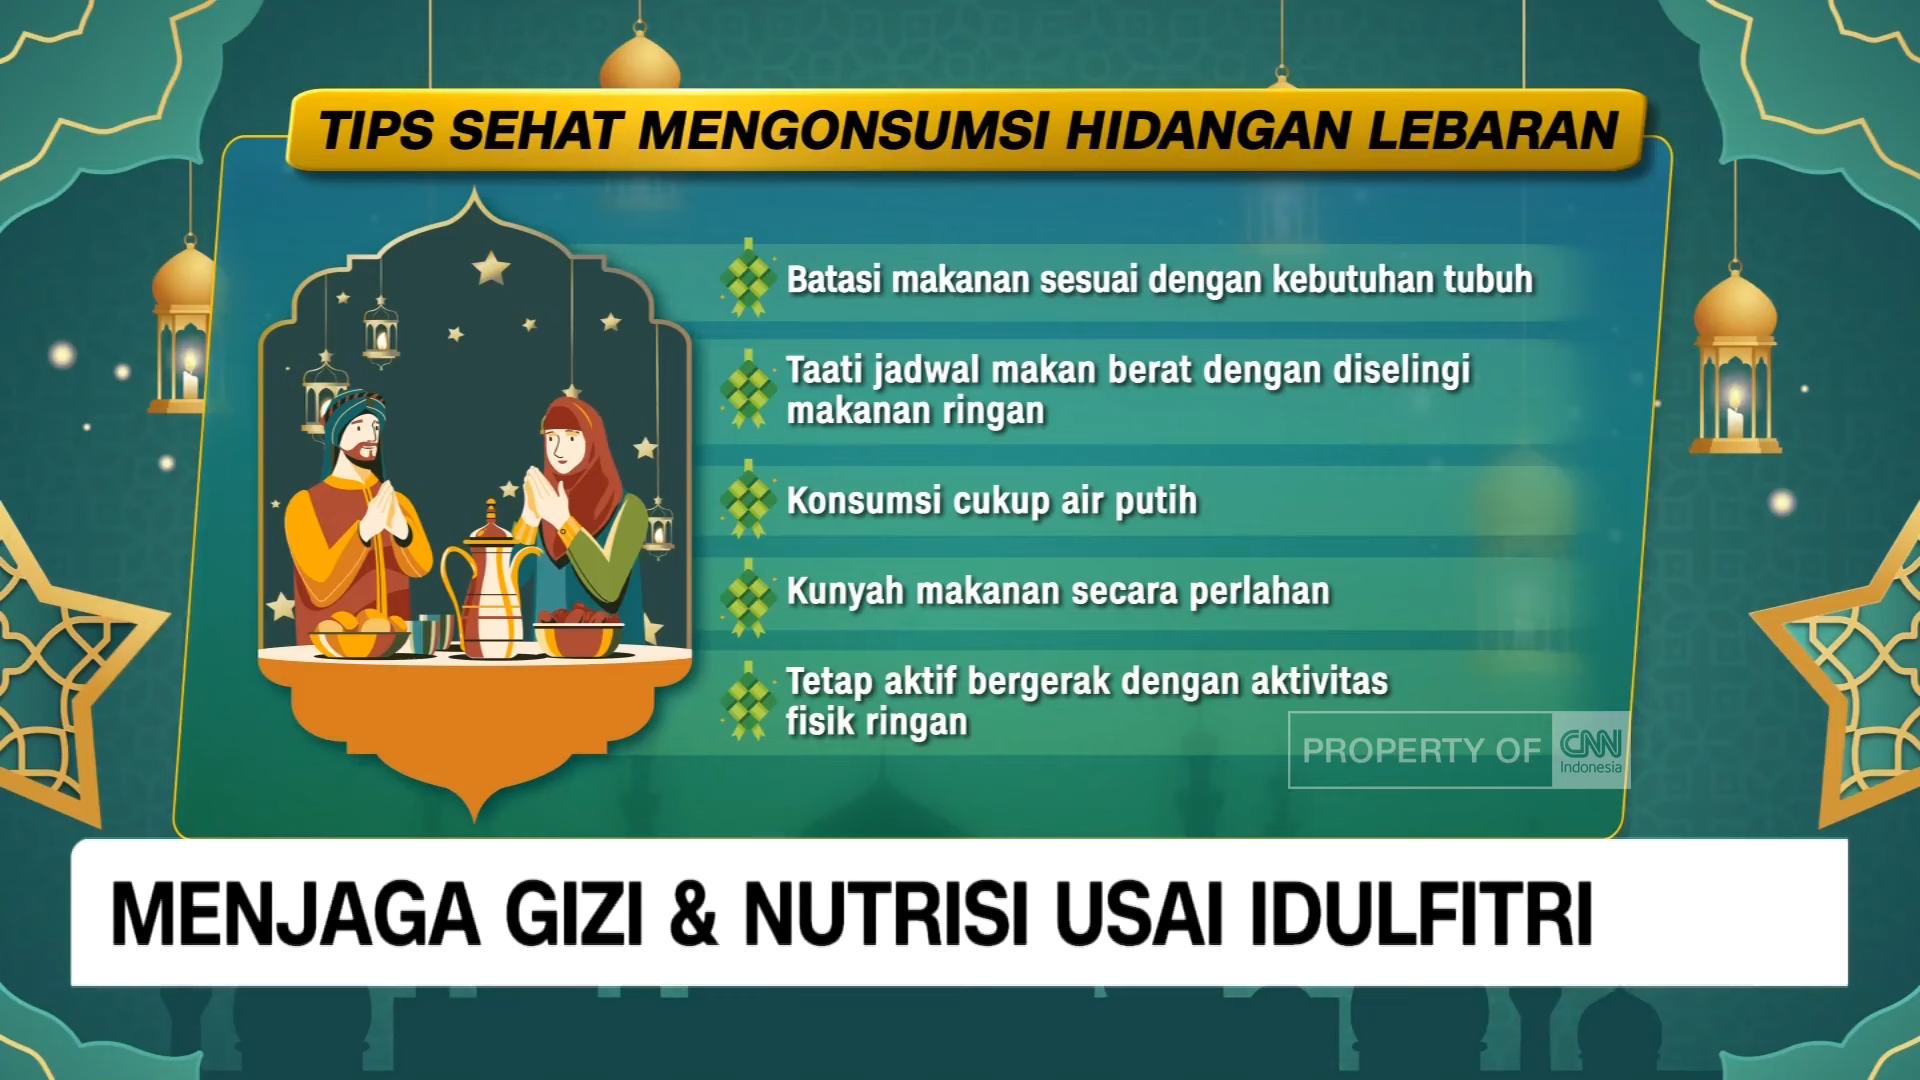 TIPS SEHAT MENGONSUMSI HIDANGAN LEBARAN
Batasi makanan sesuai dengan kebutuhan tubuh
Taati jadwal makan berat dengan diselingi
makanan ringan
Konsumsi cukup air putih
Kunyah makanan secara perlahan
Tetap aktif bergerak dengan aktivitas
fisik ringan
PROPERTY OF CNN Indonesia
MENJAGA GIZI & NUTRISI USAI IDULFITRI